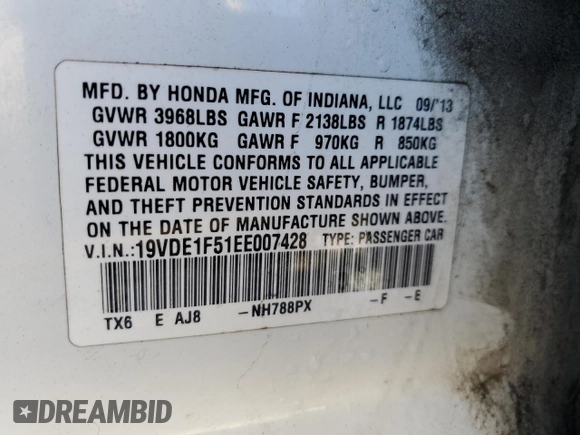 MFD. BY HONDA MFG. OF INDIANA, LLC 09/'13
GVWR 3968LBS GAWR F 2138LBS R 1874LBS
GVWR 1800KG GAWR F 970KG R 850KG
THIS VEHICLE CONFORMS TO ALL APPLICABLE
FEDERAL MOTOR VEHICLE SAFETY, BUMPER,
AND THEFT PREVENTION STANDARDS IN EFFECT
ON THE DATE OF MANUFACTURE SHOWN ABOVE.
V.I.N.:19VDE1F51EE007428 TYPE: PASSENGER CAR
TX6 E AJ8 -NH788PX -F -E
DREAMBID